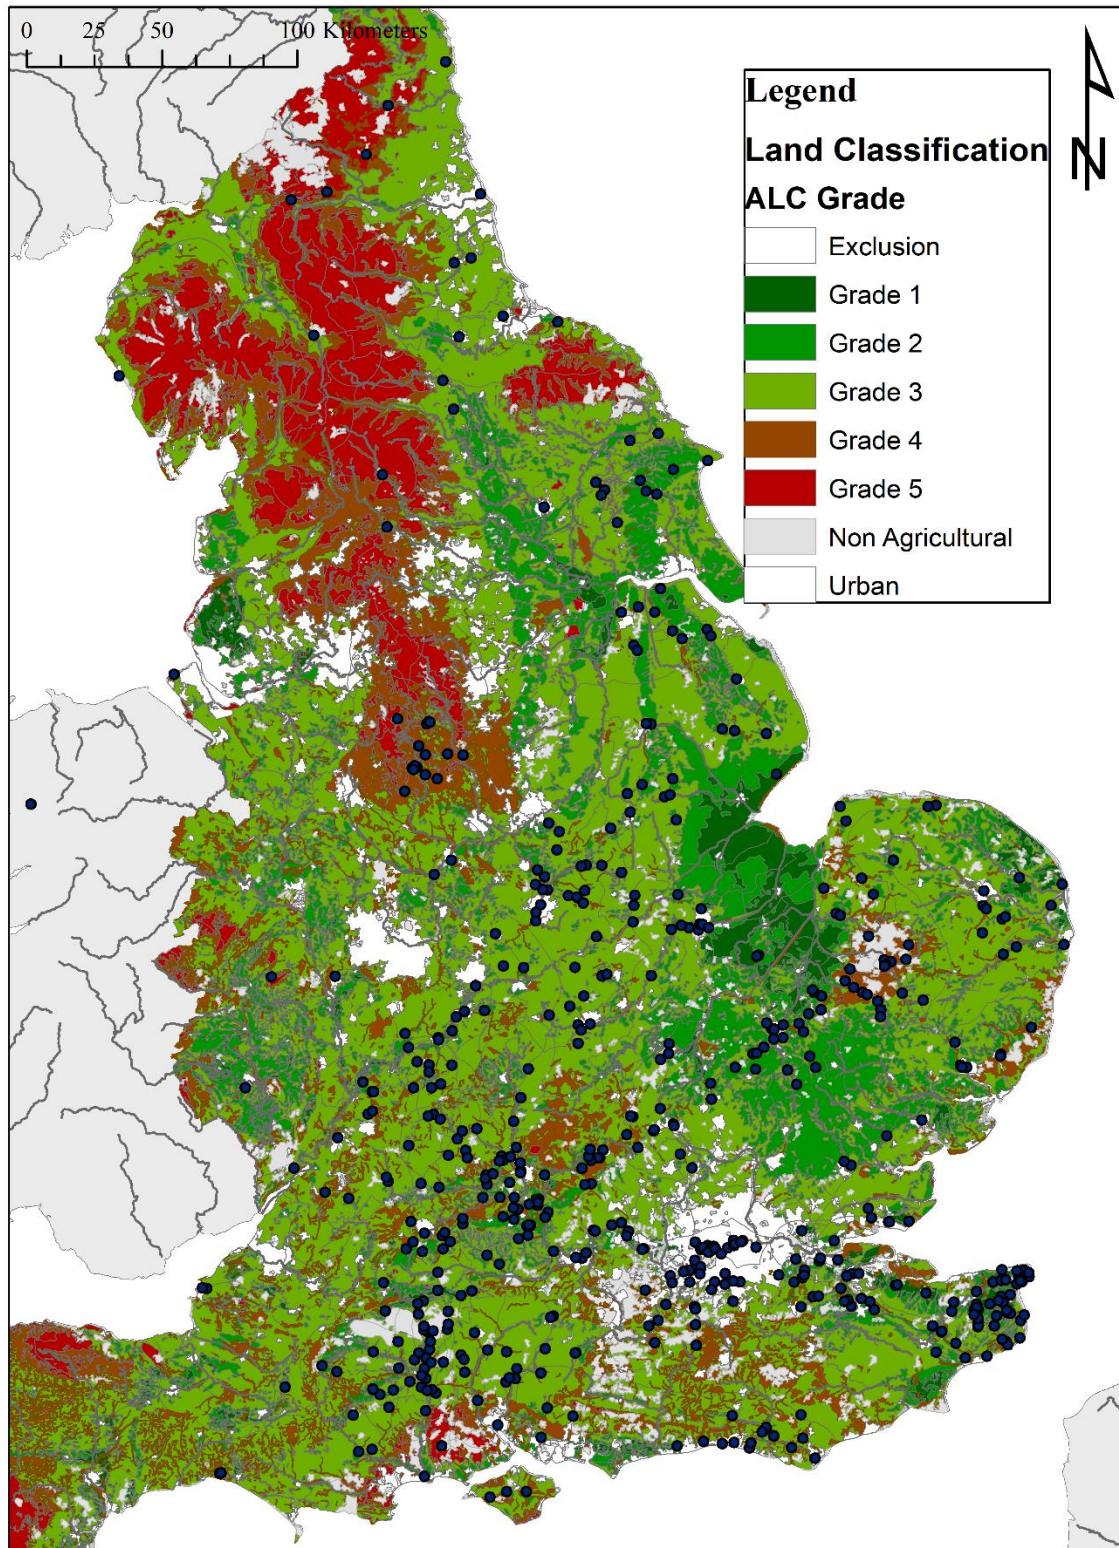 0 25 50 100 Kilometers
N
Legend
Land Classification
ALC Grade
Exclusion
Grade 1
Grade 2
Grade 3
Grade 4
Grade 5
Non Agricultural
Urban